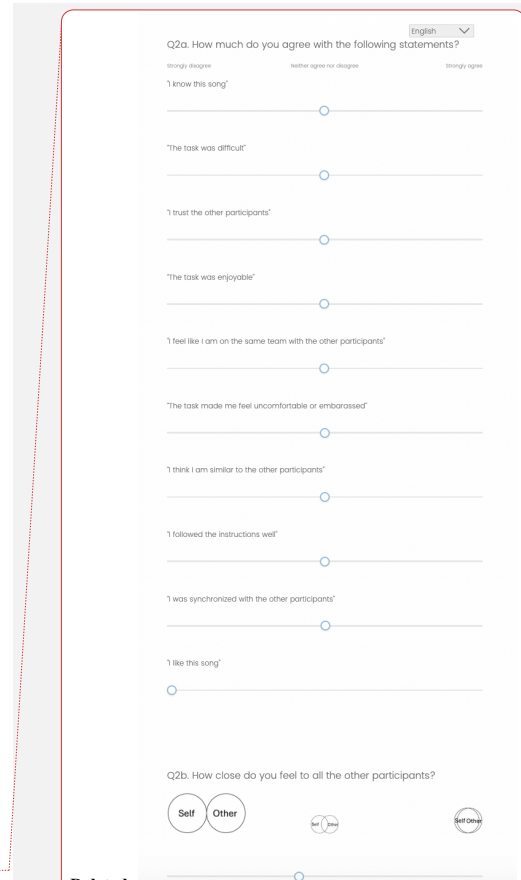 English
Q2a. How much do you agree with the following statements?
Strongly disagree Neither agree nor disagree Strongly agree
"I know this song"
"The task was difficult"
"I trust the other participants"
"The task was enjoyable"
"I feel like I am on the same team with the other participants"
"The task made me feel uncomfortable or embarassed"
"I think I am similar to the other participants"
"I followed the instructions well"
"I was synchronized with the other participants"
"I like this song"
Q2b. How close do you feel to all the other participants?
Self Other Self Other Self Other